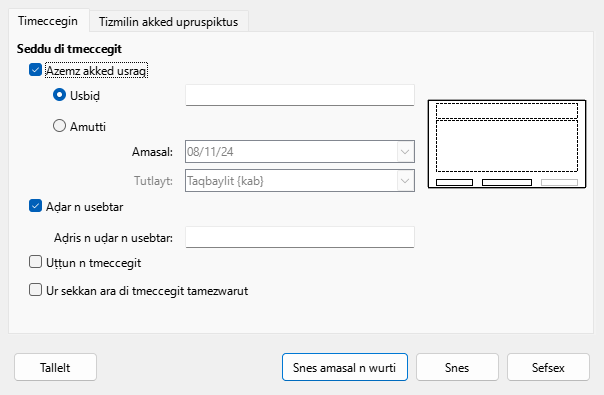 Timeccegin
Tizmilin akked upruspiktus
Seddu di tmeccegit
Azemz akked usrag
Usbiḍ
Amutti
Amasal:
08/11/24
Tutlayt:
Taqbaylit {kab}
Aḍar n usebtar
Aḍris n uḍar n usebtar:
Uṭṭun n tmeccegit
Ur sekkan ara di tmeccegit tamezwarut
Tallelt
Snes amasal n wurti
Snes
Sefsex